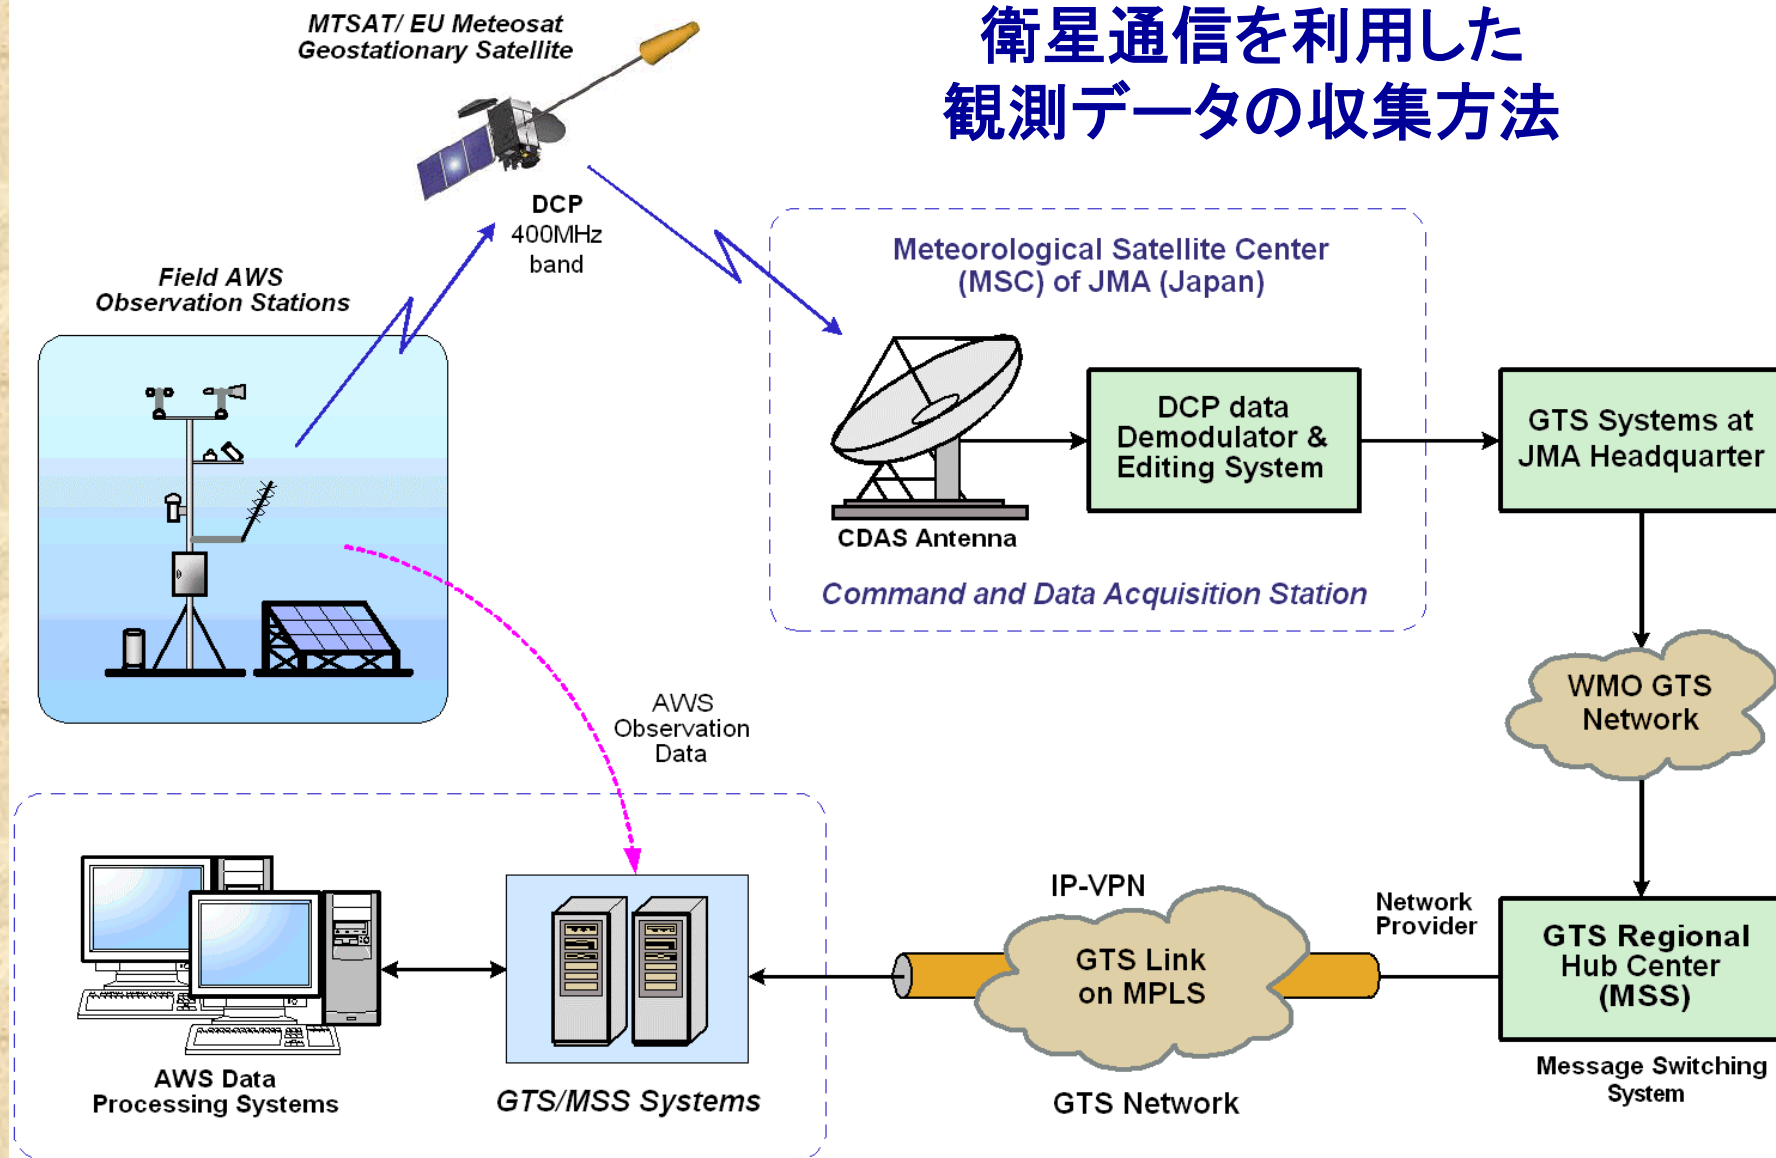 衛星通信を利用した
観測データの収集方法
MTSAT/ EU Meteosat
Geostationary Satellite
DCP
400MHz
band
Field AWS
Observation Stations
Meteorological Satellite Center
(MSC) of JMA (Japan)
CDAS Antenna
DCP data
Demodulator &
Editing System
Command and Data Acquisition Station
GTS Systems at
JMA Headquarter
WMO GTS
Network
AWS
Observation
Data
AWS Data
Processing Systems
GTS/MSS Systems
IP-VPN
GTS Link
on MPLS
GTS Network
Network
Provider
GTS Regional
Hub Center
(MSS)
Message Switching
System